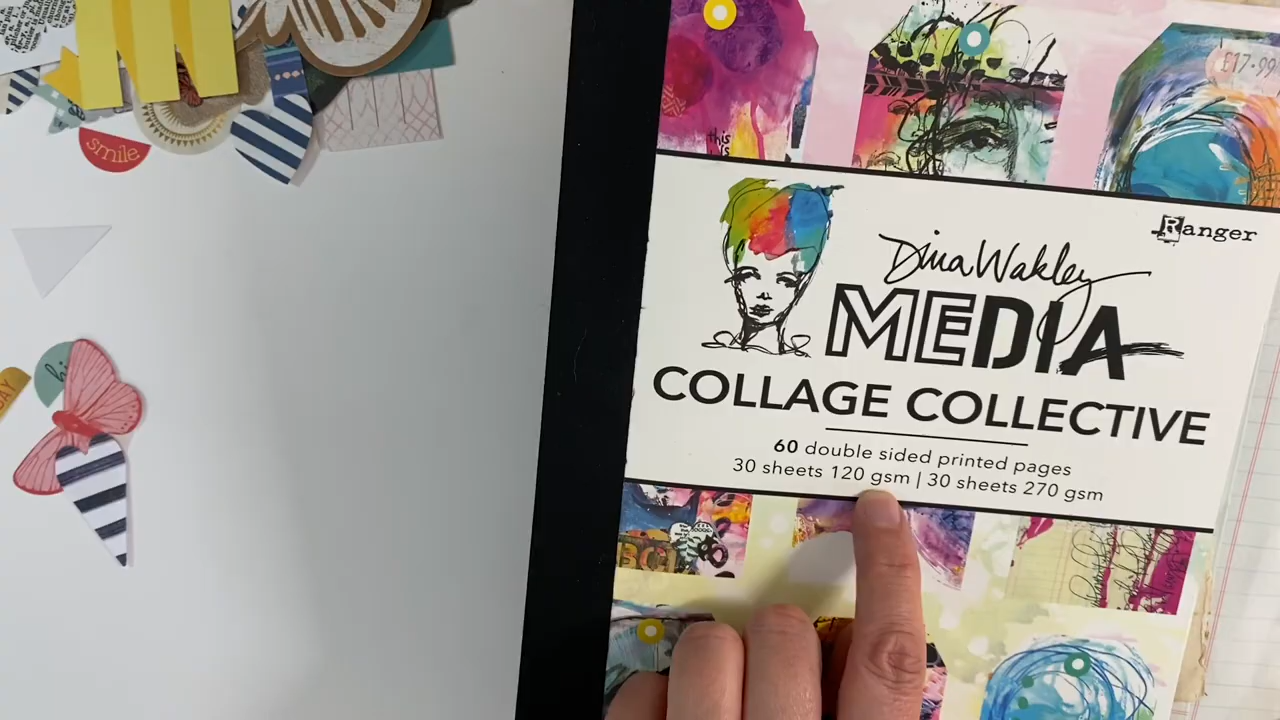 smile
hi
this
£17.99
Ranger
Dina Wakley
MEDIA
COLLAGE COLLECTIVE
60 double sided printed pages
30 sheets 120 gsm | 30 sheets 270 gsm